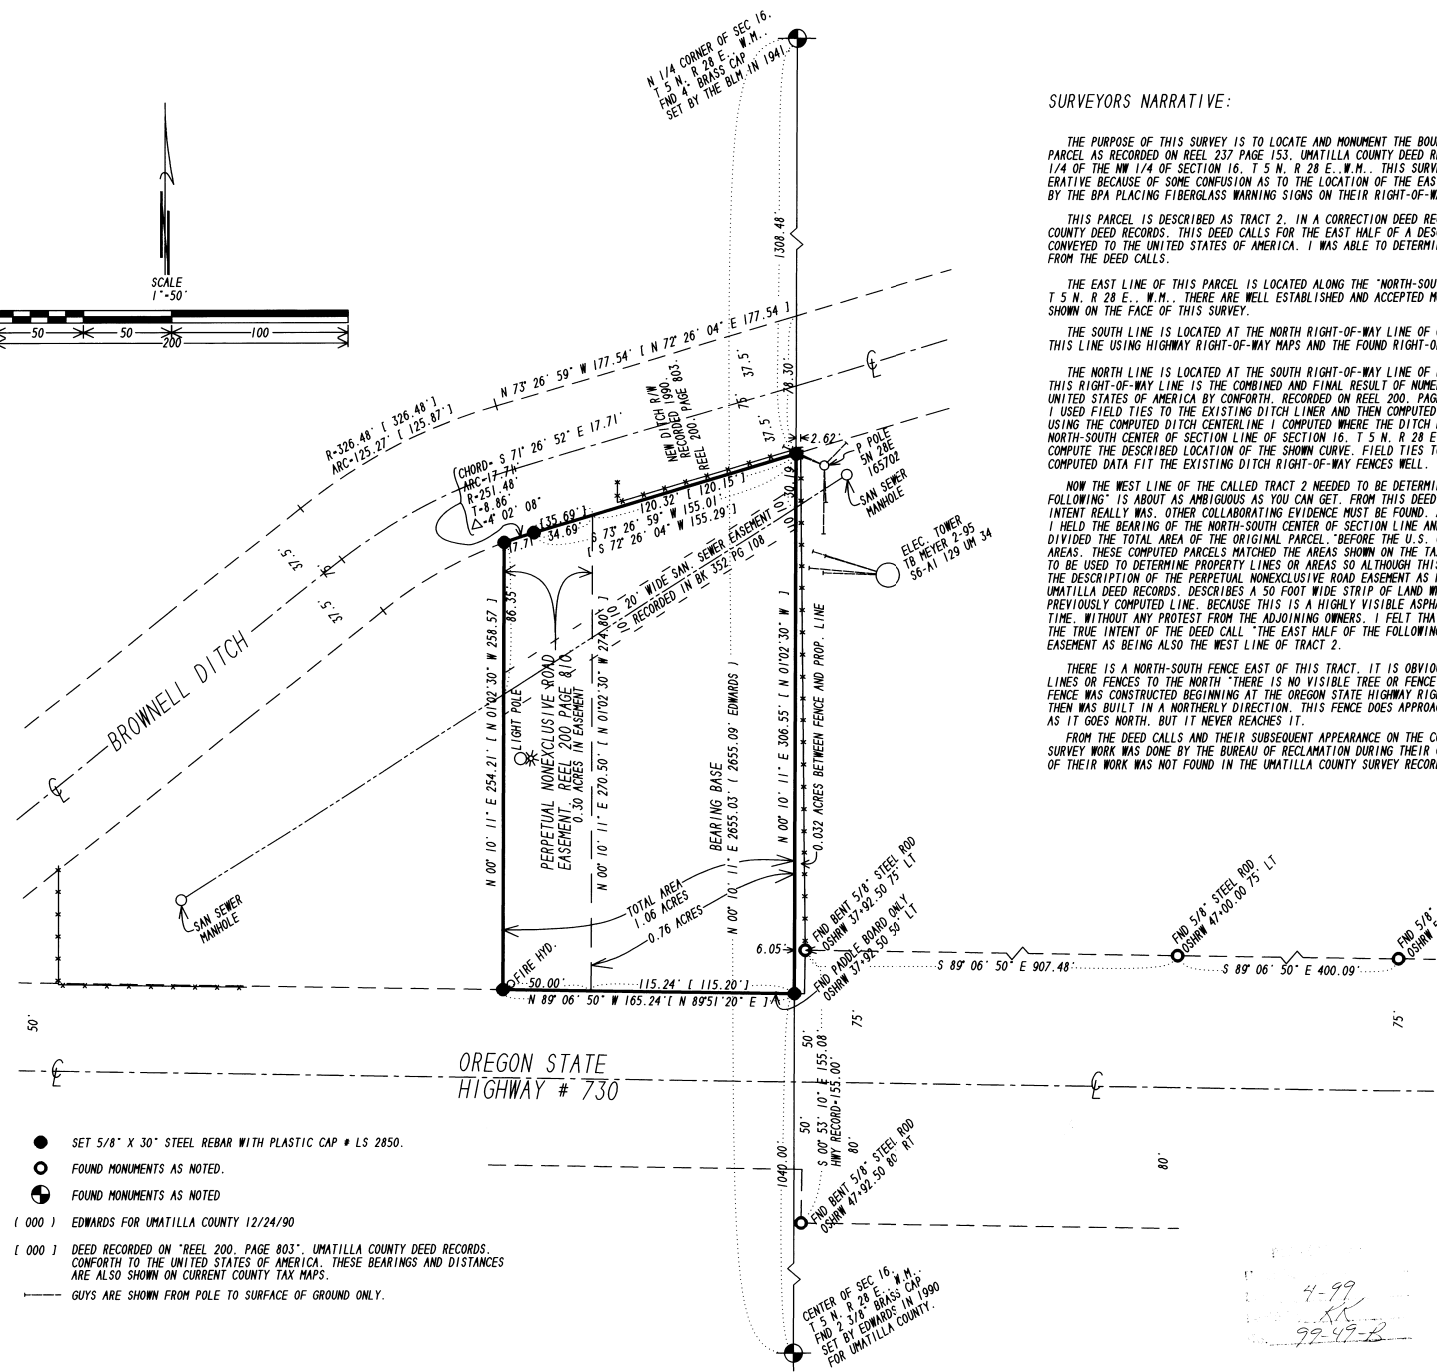 N 1/4 CORNER OF SEC 16.
T 5 N. R 28 E.. W.M..
FND 4" BRASS CAP
SET BY THE BLM IN 1941.
SCALE
1"=50'
50
50
100
200
SURVEYORS NARRATIVE:
THE PURPOSE OF THIS SURVEY IS TO LOCATE AND MONUMENT THE BOU
PARCEL AS RECORDED ON REEL 237 PAGE 153. UMATILLA COUNTY DEED R
1/4 OF THE NW 1/4 OF SECTION 16. T 5 N. R 28 E..W.M.. THIS SURV
ERATIVE BECAUSE OF SOME CONFUSION AS TO THE LOCATION OF THE EAS
BY THE BPA PLACING FIBERGLASS WARNING SIGNS ON THEIR RIGHT-OF-W
THIS PARCEL IS DESCRIBED AS TRACT 2. IN A CORRECTION DEED RE
COUNTY DEED RECORDS. THIS DEED CALLS FOR THE EAST HALF OF A DES
CONVEYED TO THE UNITED STATES OF AMERICA. I WAS ABLE TO DETERMI
FROM THE DEED CALLS.
THE EAST LINE OF THIS PARCEL IS LOCATED ALONG THE "NORTH-SOU
T 5 N. R 28 E.. W.M.. THERE ARE WELL ESTABLISHED AND ACCEPTED M
SHOWN ON THE FACE OF THIS SURVEY.
THE SOUTH LINE IS LOCATED AT THE NORTH RIGHT-OF-WAY LINE OF
THIS LINE USING HIGHWAY RIGHT-OF-WAY MAPS AND THE FOUND RIGHT-O
THE NORTH LINE IS LOCATED AT THE SOUTH RIGHT-OF-WAY LINE OF
THIS RIGHT-OF-WAY LINE IS THE COMBINED AND FINAL RESULT OF NUME
UNITED STATES OF AMERICA BY CONFORTH. RECORDED ON REEL 200. PAG
I USED FIELD TIES TO THE EXISTING DITCH LINER AND THEN COMPUTED
USING THE COMPUTED DITCH CENTERLINE I COMPUTED WHERE THE DITCH
NORTH-SOUTH CENTER OF SECTION LINE OF SECTION 16. T 5 N. R 28 E
COMPUTE THE DESCRIBED LOCATION OF THE SHOWN CURVE. FIELD TIES T
COMPUTED DATA FIT THE EXISTING DITCH RIGHT-OF-WAY FENCES WELL.
NOW THE WEST LINE OF THE CALLED TRACT 2 NEEDED TO BE DETERMI
FOLLOWING" IS ABOUT AS AMBIGUOUS AS YOU CAN GET. FROM THIS DEED
INTENT REALLY WAS. OTHER COLLABORATING EVIDENCE MUST BE FOUND.
I HELD THE BEARING OF THE NORTH-SOUTH CENTER OF SECTION LINE AN
DIVIDED THE TOTAL AREA OF THE ORIGINAL PARCEL. "BEFORE THE U.S.
AREAS. THESE COMPUTED PARCELS MATCHED THE AREAS SHOWN ON THE TA
TO BE USED TO DETERMINE PROPERTY LINES OR AREAS SO ALTHOUGH THI
THE DESCRIPTION OF THE PERPETUAL NONEXCLUSIVE ROAD EASEMENT AS
UMATILLA DEED RECORDS. DESCRIBES A 50 FOOT WIDE STRIP OF LAND W
PREVIOUSLY COMPUTED LINE. BECAUSE THIS IS A HIGHLY VISIBLE ASPH
TIME. WITHOUT ANY PROTEST FROM THE ADJOINING OWNERS. I FELT THA
THE TRUE INTENT OF THE DEED CALL "THE EAST HALF OF THE FOLLOWIN
EASEMENT AS BEING ALSO THE WEST LINE OF TRACT 2.
THERE IS A NORTH-SOUTH FENCE EAST OF THIS TRACT. IT IS OBVIO
LINES OR FENCES TO THE NORTH "THERE IS NO VISIBLE TREE OR FENCE
FENCE WAS CONSTRUCTED BEGINNING AT THE OREGON STATE HIGHWAY RIG
THEN WAS BUILT IN A NORTHERLY DIRECTION. THIS FENCE DOES APPROA
AS IT GOES NORTH. BUT IT NEVER REACHES IT.
FROM THE DEED CALLS AND THEIR SUBSEQUENT APPEARANCE ON THE C
SURVEY WORK WAS DONE BY THE BUREAU OF RECLAMATION DURING THEIR
OF THEIR WORK WAS NOT FOUND IN THE UMATILLA COUNTY SURVEY RECOR
1308.48'
78.30'
N 73° 26' 59" W 177.54' [ N 72° 26' 04" E 177.54 ]
R=326.48' [ 326.48' ]
ARC=125.27' [ 125.87' ]
CHORD= S 71° 26' 52" E 17.71'
ARC=17.71'
R=251.48'
T=8.86'
△=4° 02' 08"
NEW DITCH R/W
RECORDED 1990.
REEL 200. PAGE 803.
37.5'
75'
37.5'
2.62'
P POLE
5N 28E
165702
SAN SEWER
MANHOLE
ELEC. TOWER
TB MEYER 2-95
S6-A1 129 UM 34
30.19'
10'
10'
17.71'
[35.69']
34.69'
120.32' [ 120.15' ]
S 73° 26' 59" W 155.01'
[ S 72° 26' 04" W 155.29' ]
10'
10'
20' WIDE SAN. SEWER EASEMENT
RECORDED IN BK 352 PG 108
37.5'
75'
37.5'
BROWNELL DITCH
86.35'
N 00° 10' 11" E 254.21' [ N 01°02'30" W 258.57 ]
LIGHT POLE
PERPETUAL NONEXCLUSIVE ROAD
EASEMENT. REEL 200 PAGE 810
0.30 ACRES IN EASEMENT
N 00° 10' 11" E 270.50' [ N 01°02'30" W 274.80' ]
BEARING BASE
N 00° 10' 11" E 2655.03' ( 2655.09' EDWARDS )
N 00° 10' 11" E 306.55' [ N 01°02'30" W ]
0.032 ACRES BETWEEN FENCE AND PROP. LINE
TOTAL AREA
1.06 ACRES
0.76 ACRES
SAN SEWER
MANHOLE
FIRE HYD.
50.00'
115.24' [ 115.20' ]
N 89° 06' 50" W 165.24'[ N 89°51'20" E ]
6.05'
FND BENT 5/8" STEEL ROD
OSHRW 37+92.50 75' LT
FND PADDLE BOARD ONLY
OSHRW 37+92.50 50' LT
S 89° 06' 50" E 907.48'
FND 5/8" STEEL ROD
OSHRW 47+00.00 75' LT
S 89° 06' 50" E 400.09'
FND 5/8"
OSHRW
50'
75'
75'
OREGON STATE
HIGHWAY # 730
50'
50'
S 00° 53' 10" E 155.08'
HWY RECORD=155.00'
80'
80'
1040.00'
FND BENT 5/8" STEEL ROD
OSHRW 47+92.50 80' RT
CENTER OF SEC 16.
T 5 N. R 28 E.. W.M..
FND 2 3/8" BRASS CAP
SET BY EDWARDS IN 1990
FOR UMATILLA COUNTY.
SET 5/8" X 30" STEEL REBAR WITH PLASTIC CAP # LS 2850.
FOUND MONUMENTS AS NOTED.
FOUND MONUMENTS AS NOTED
( 000 ) EDWARDS FOR UMATILLA COUNTY 12/24/90
[ 000 ] DEED RECORDED ON "REEL 200. PAGE 803". UMATILLA COUNTY DEED RECORDS.
CONFORTH TO THE UNITED STATES OF AMERICA. THESE BEARINGS AND DISTANCES
ARE ALSO SHOWN ON CURRENT COUNTY TAX MAPS.
GUYS ARE SHOWN FROM POLE TO SURFACE OF GROUND ONLY.
4-99
KK
99-49-B